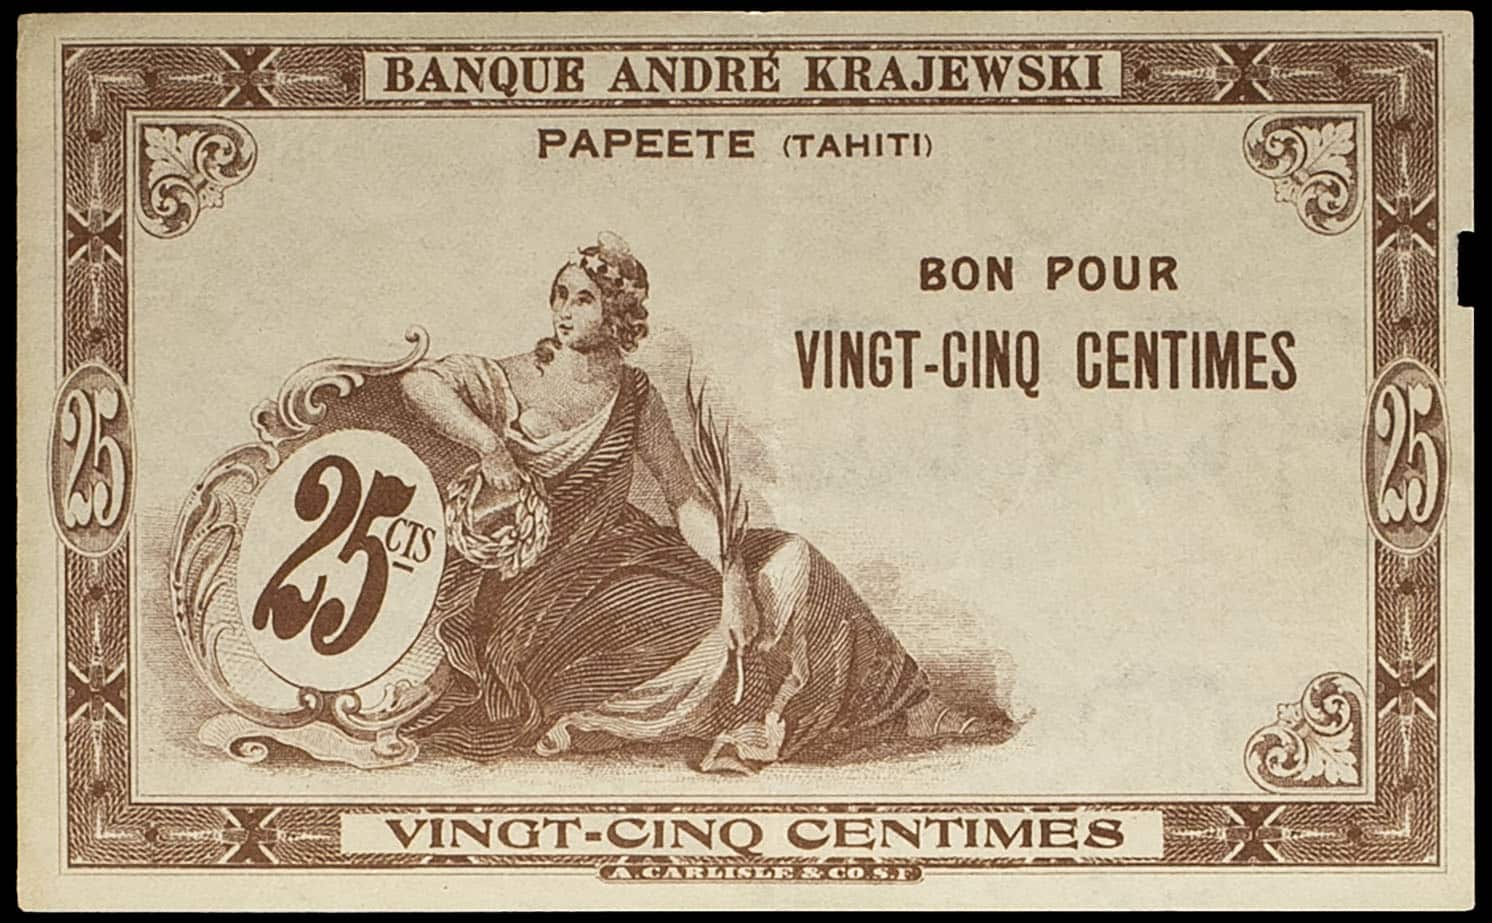 BANQUE ANDRÉ KRAJEWSKI
PAPEETE (TAHITI)
BON POUR
VINGT-CINQ CENTIMES
25 CTS
25
25
VINGT-CINQ CENTIMES
A. CARLISLE & CO. S.F.